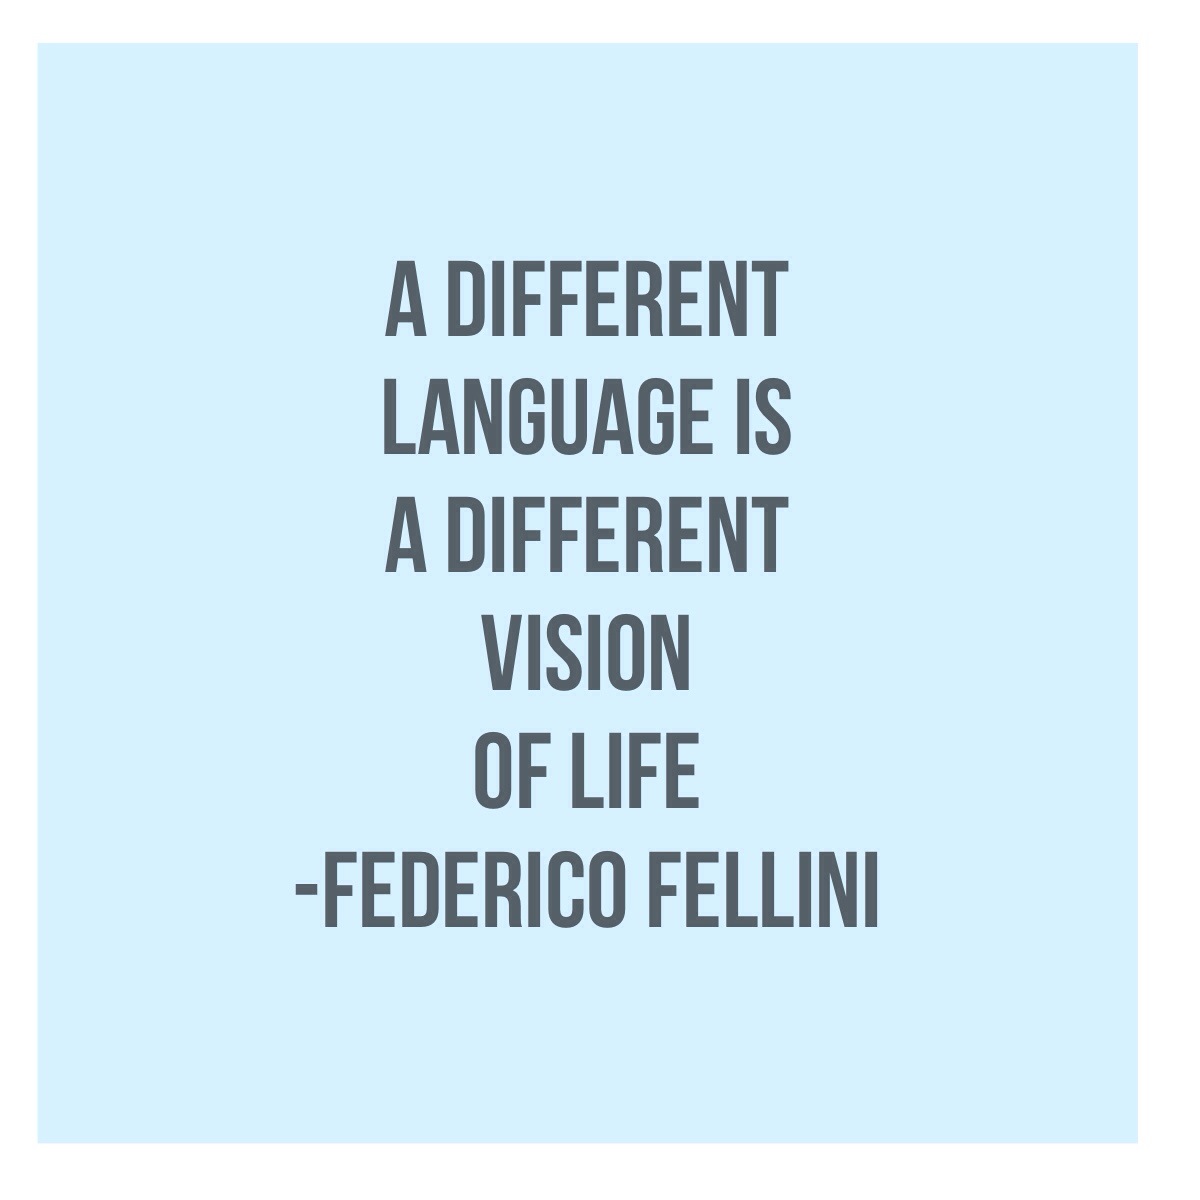 A DIFFERENT
LANGUAGE IS
A DIFFERENT
VISION
OF LIFE
-FEDERICO FELLINI